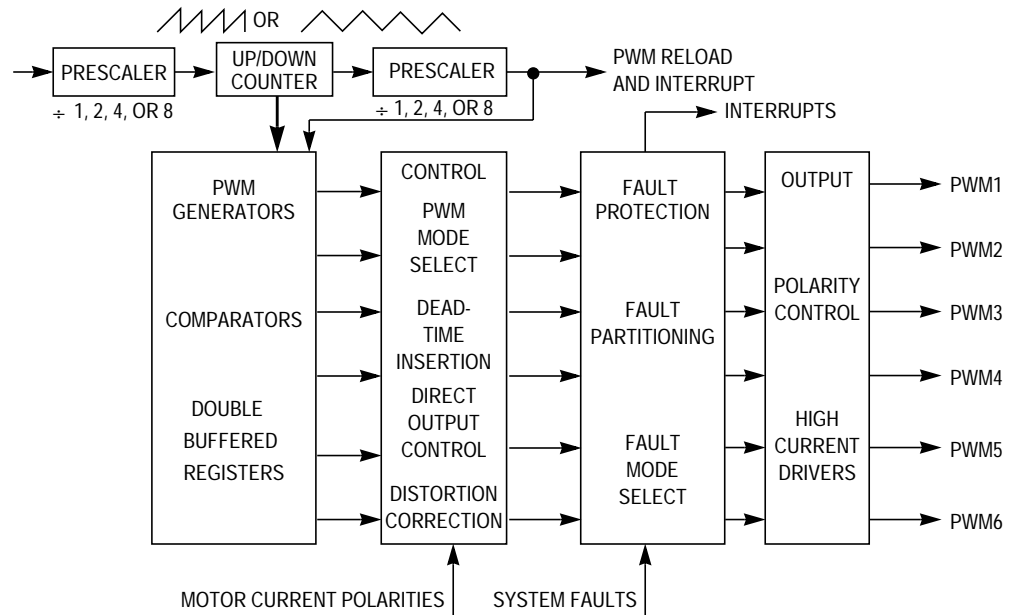 OR
PRESCALER
UP/DOWN
COUNTER
PRESCALER
PWM RELOAD
AND INTERRUPT
÷ 1, 2, 4, OR 8
÷ 1, 2, 4, OR 8
INTERRUPTS
PWM
GENERATORS
COMPARATORS
DOUBLE
BUFFERED
REGISTERS
CONTROL
PWM
MODE
SELECT
DEAD-
TIME
INSERTION
DIRECT
OUTPUT
CONTROL
DISTORTION
CORRECTION
FAULT
PROTECTION
FAULT
PARTITIONING
FAULT
MODE
SELECT
OUTPUT
POLARITY
CONTROL
HIGH
CURRENT
DRIVERS
PWM1
PWM2
PWM3
PWM4
PWM5
PWM6
MOTOR CURRENT POLARITIES
SYSTEM FAULTS